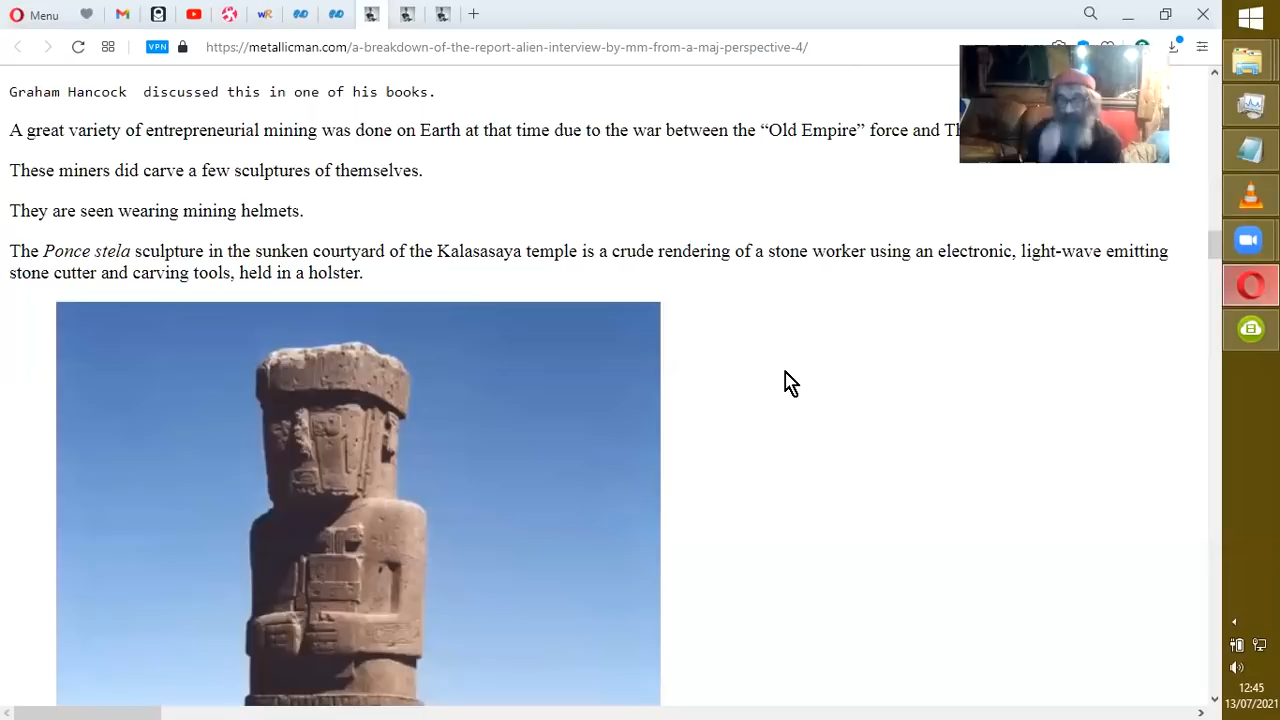 Menu
VPN
https://metallicman.com/a-breakdown-of-the-report-alien-interview-by-mm-from-a-maj-perspective-4/
Graham Hancock discussed this in one of his books.
A great variety of entrepreneurial mining was done on Earth at that time due to the war between the “Old Empire” force and Th
These miners did carve a few sculptures of themselves.
They are seen wearing mining helmets.
The Ponce stela sculpture in the sunken courtyard of the Kalasasaya temple is a crude rendering of a stone worker using an electronic, light-wave emitting
stone cutter and carving tools, held in a holster.
12:45
13/07/2021